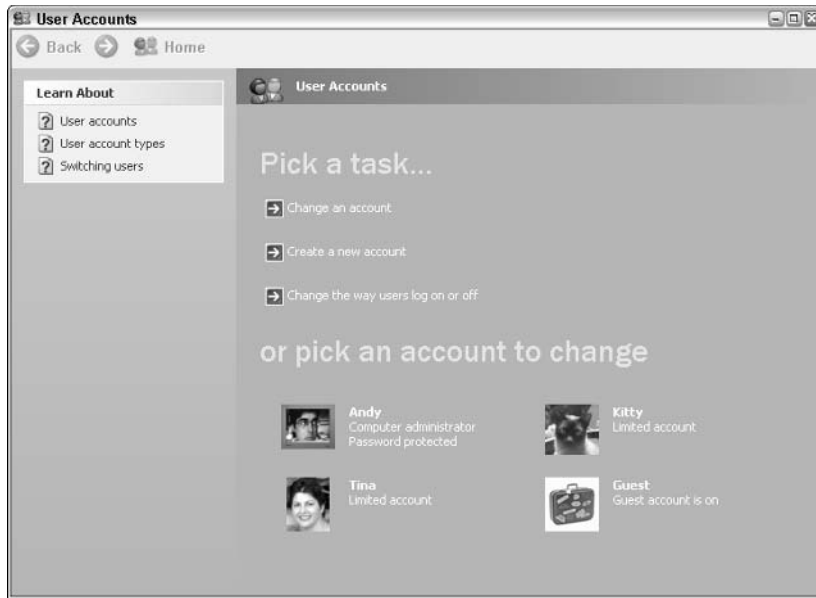 User Accounts
Back
Home
Learn About
User accounts
User account types
Switching users
User Accounts
Pick a task...
Change an account
Create a new account
Change the way users log on or off
or pick an account to change
Andy
Computer administrator
Password protected
Kitty
Limited account
Tina
Limited account
Guest
Guest account is on